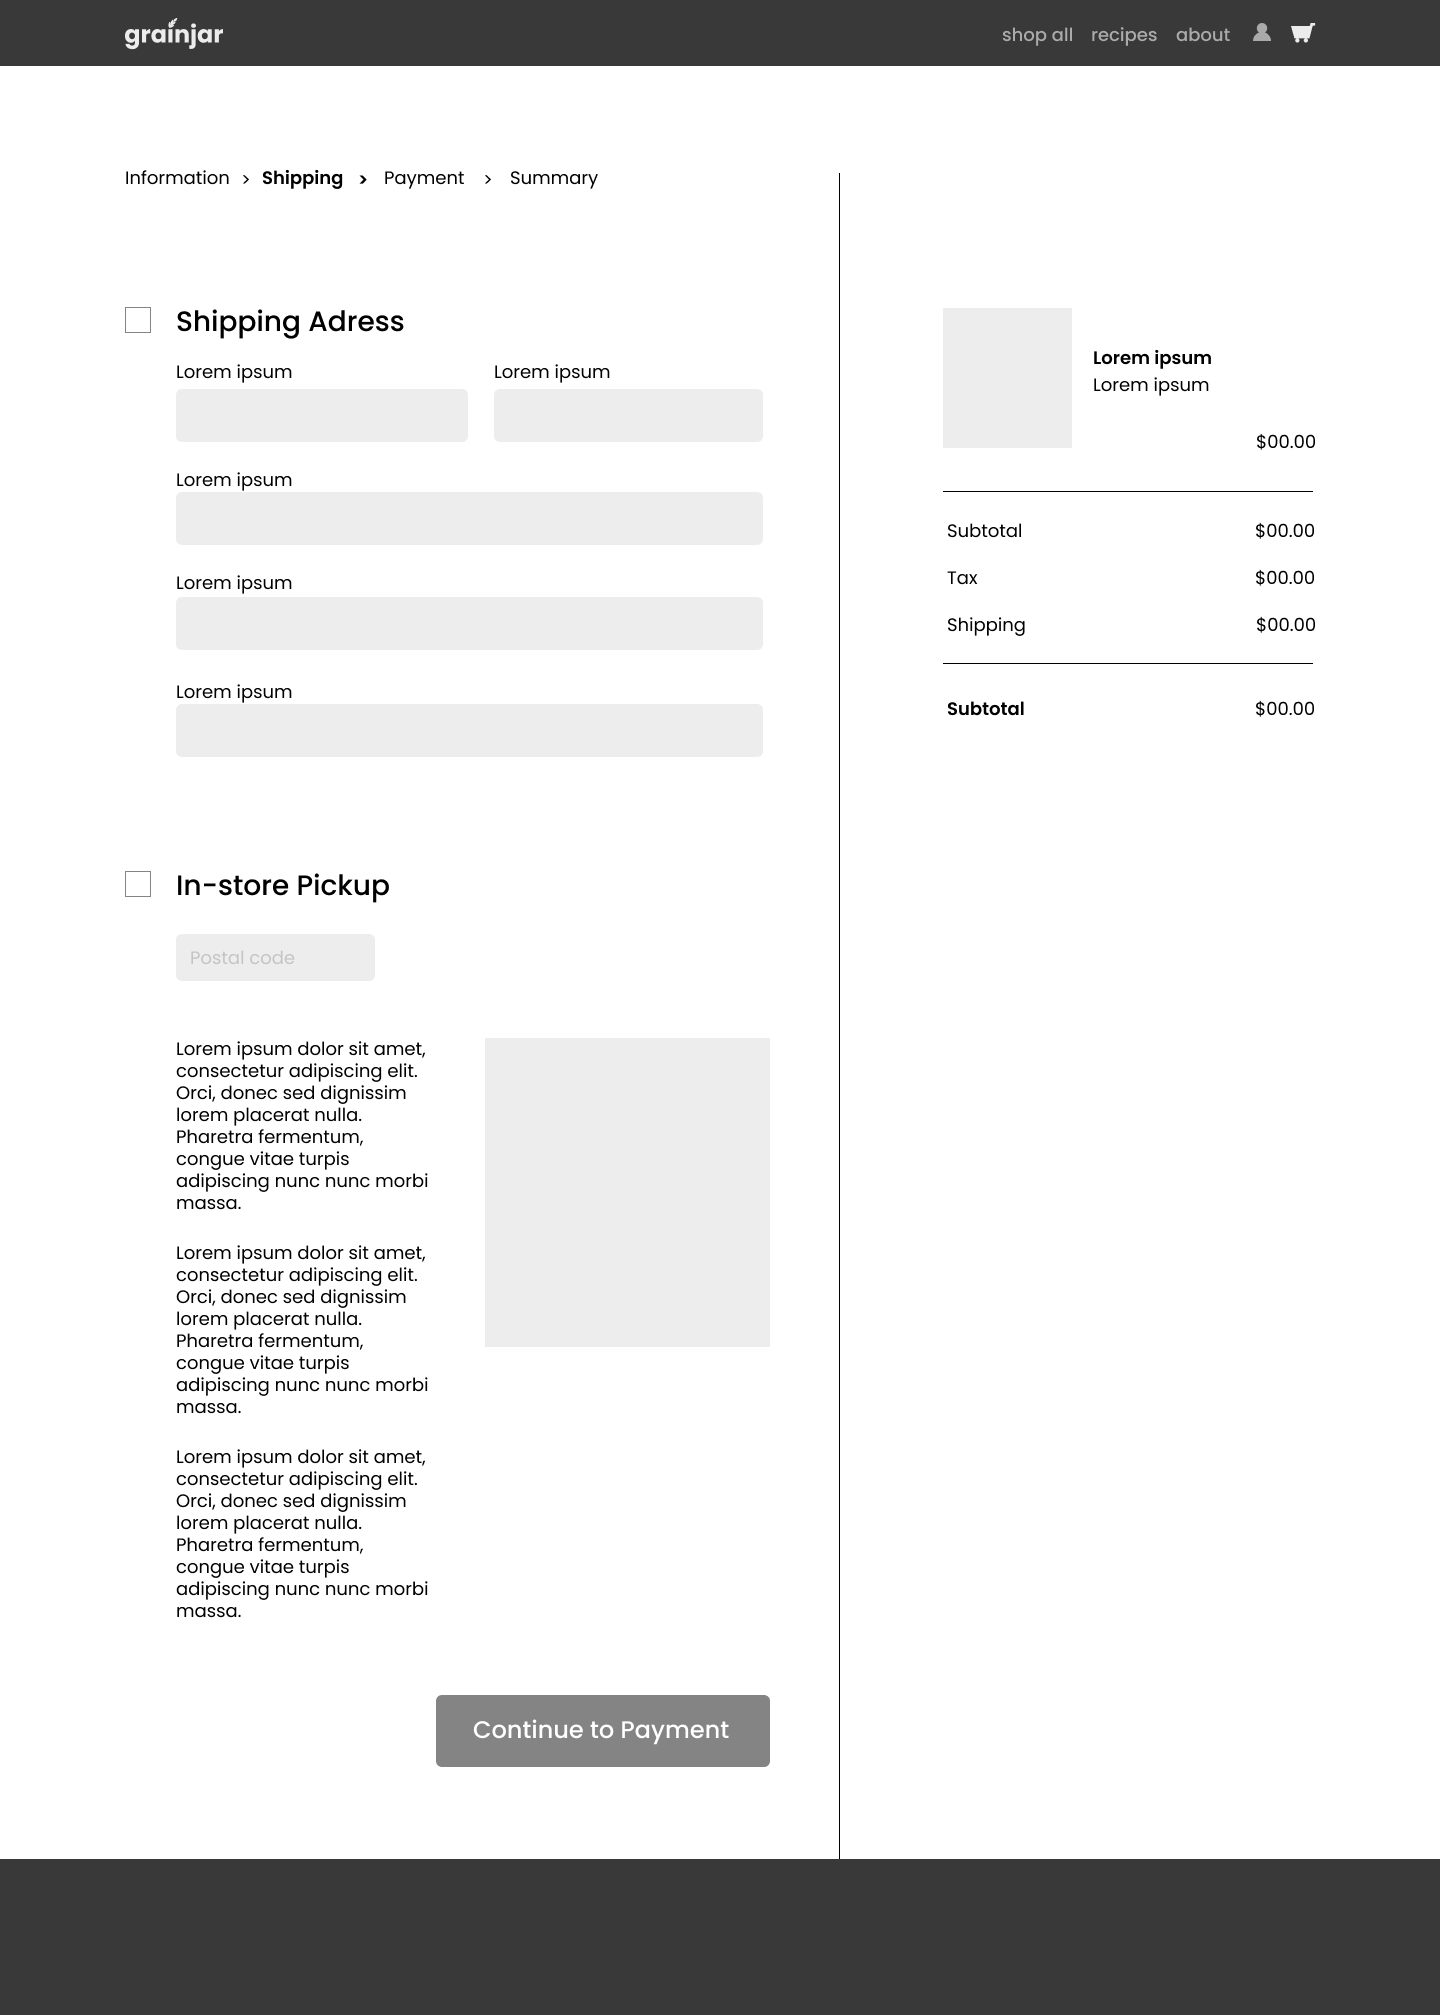 grainjar
shop all recipes about
Information > Shipping > Payment > Summary
Shipping Adress
Lorem ipsum Lorem ipsum
Lorem ipsum
Lorem ipsum
Lorem ipsum
In-store Pickup
Postal code
Lorem ipsum dolor sit amet,
consectetur adipiscing elit.
Orci, donec sed dignissim
lorem placerat nulla.
Pharetra fermentum,
congue vitae turpis
adipiscing nunc nunc morbi
massa.
Lorem ipsum dolor sit amet,
consectetur adipiscing elit.
Orci, donec sed dignissim
lorem placerat nulla.
Pharetra fermentum,
congue vitae turpis
adipiscing nunc nunc morbi
massa.
Lorem ipsum dolor sit amet,
consectetur adipiscing elit.
Orci, donec sed dignissim
lorem placerat nulla.
Pharetra fermentum,
congue vitae turpis
adipiscing nunc nunc morbi
massa.
Continue to Payment
Lorem ipsum
Lorem ipsum
$00.00
Subtotal $00.00
Tax $00.00
Shipping $00.00
Subtotal $00.00